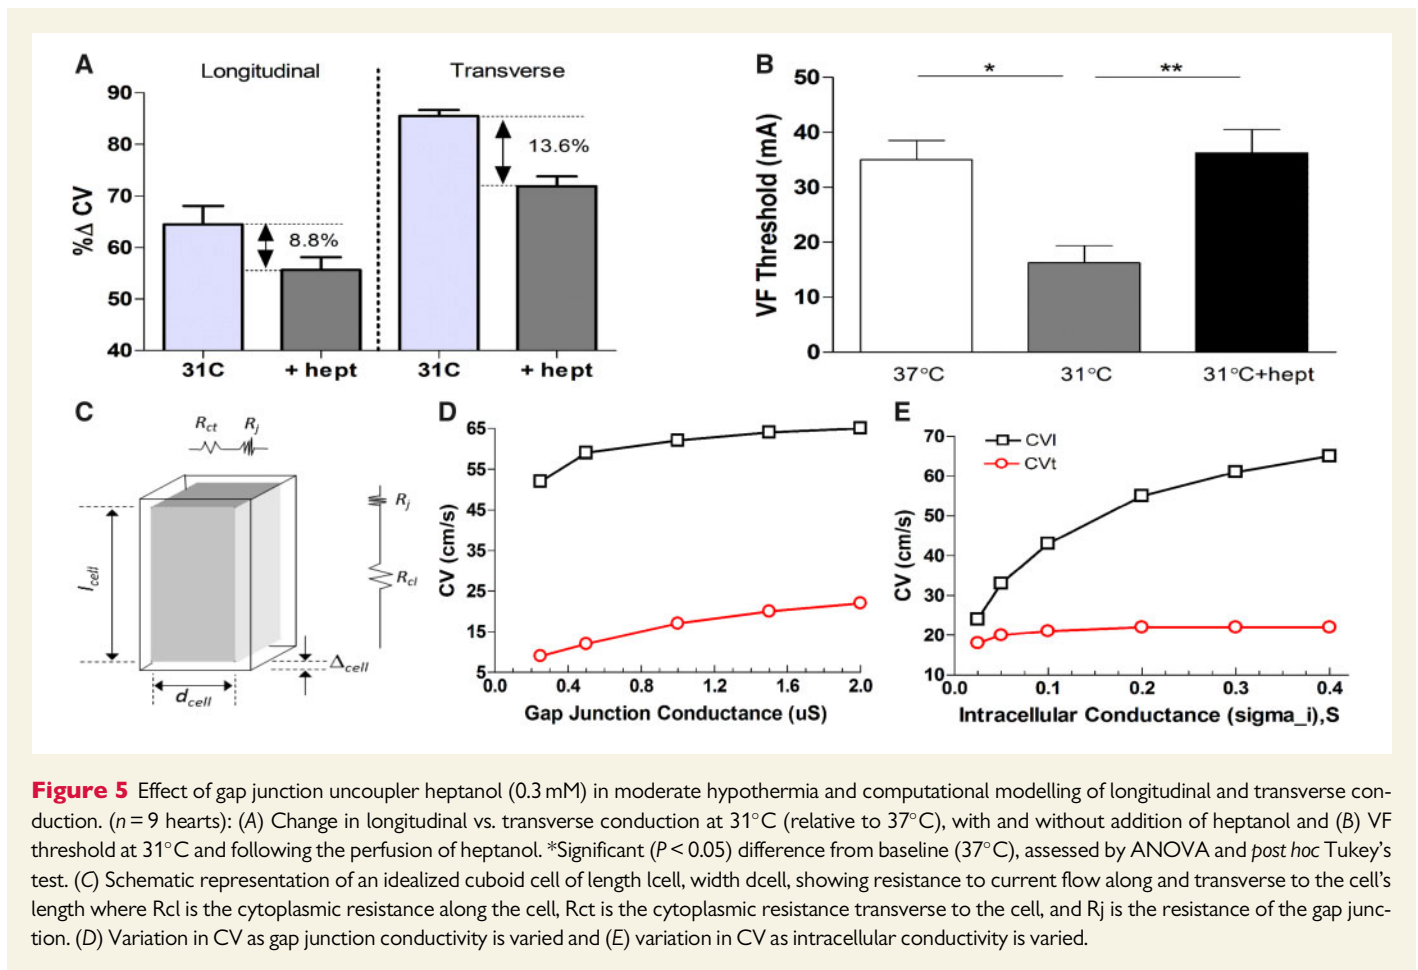 A
Longitudinal
Transverse
%Δ CV
90
80
70
60
50
40
8.8%
13.6%
31C
+ hept
31C
+ hept
B
VF Threshold (mA)
50
40
30
20
10
0
*
**
37°C
31°C
31°C+hept
C
Rct
Rj
Rj
Rcl
lcell
Δcell
dcell
D
CV (cm/s)
65
55
45
35
25
15
5
0.0
0.4
0.8
1.2
1.6
2.0
Gap Junction Conductance (uS)
E
CVl
CVt
CV (cm/s)
70
60
50
40
30
20
10
0.0
0.1
0.2
0.3
0.4
Intracellular Conductance (sigma_i),S
Figure 5 Effect of gap junction uncoupler heptanol (0.3 mM) in moderate hypothermia and computational modelling of longitudinal and transverse con-
duction. (n = 9 hearts): (A) Change in longitudinal vs. transverse conduction at 31°C (relative to 37°C), with and without addition of heptanol and (B) VF
threshold at 31°C and following the perfusion of heptanol. *Significant (P < 0.05) difference from baseline (37°C), assessed by ANOVA and post hoc Tukey's
test. (C) Schematic representation of an idealized cuboid cell of length lcell, width dcell, showing resistance to current flow along and transverse to the cell's
length where Rcl is the cytoplasmic resistance along the cell, Rct is the cytoplasmic resistance transverse to the cell, and Rj is the resistance of the gap junc-
tion. (D) Variation in CV as gap junction conductivity is varied and (E) variation in CV as intracellular conductivity is varied.